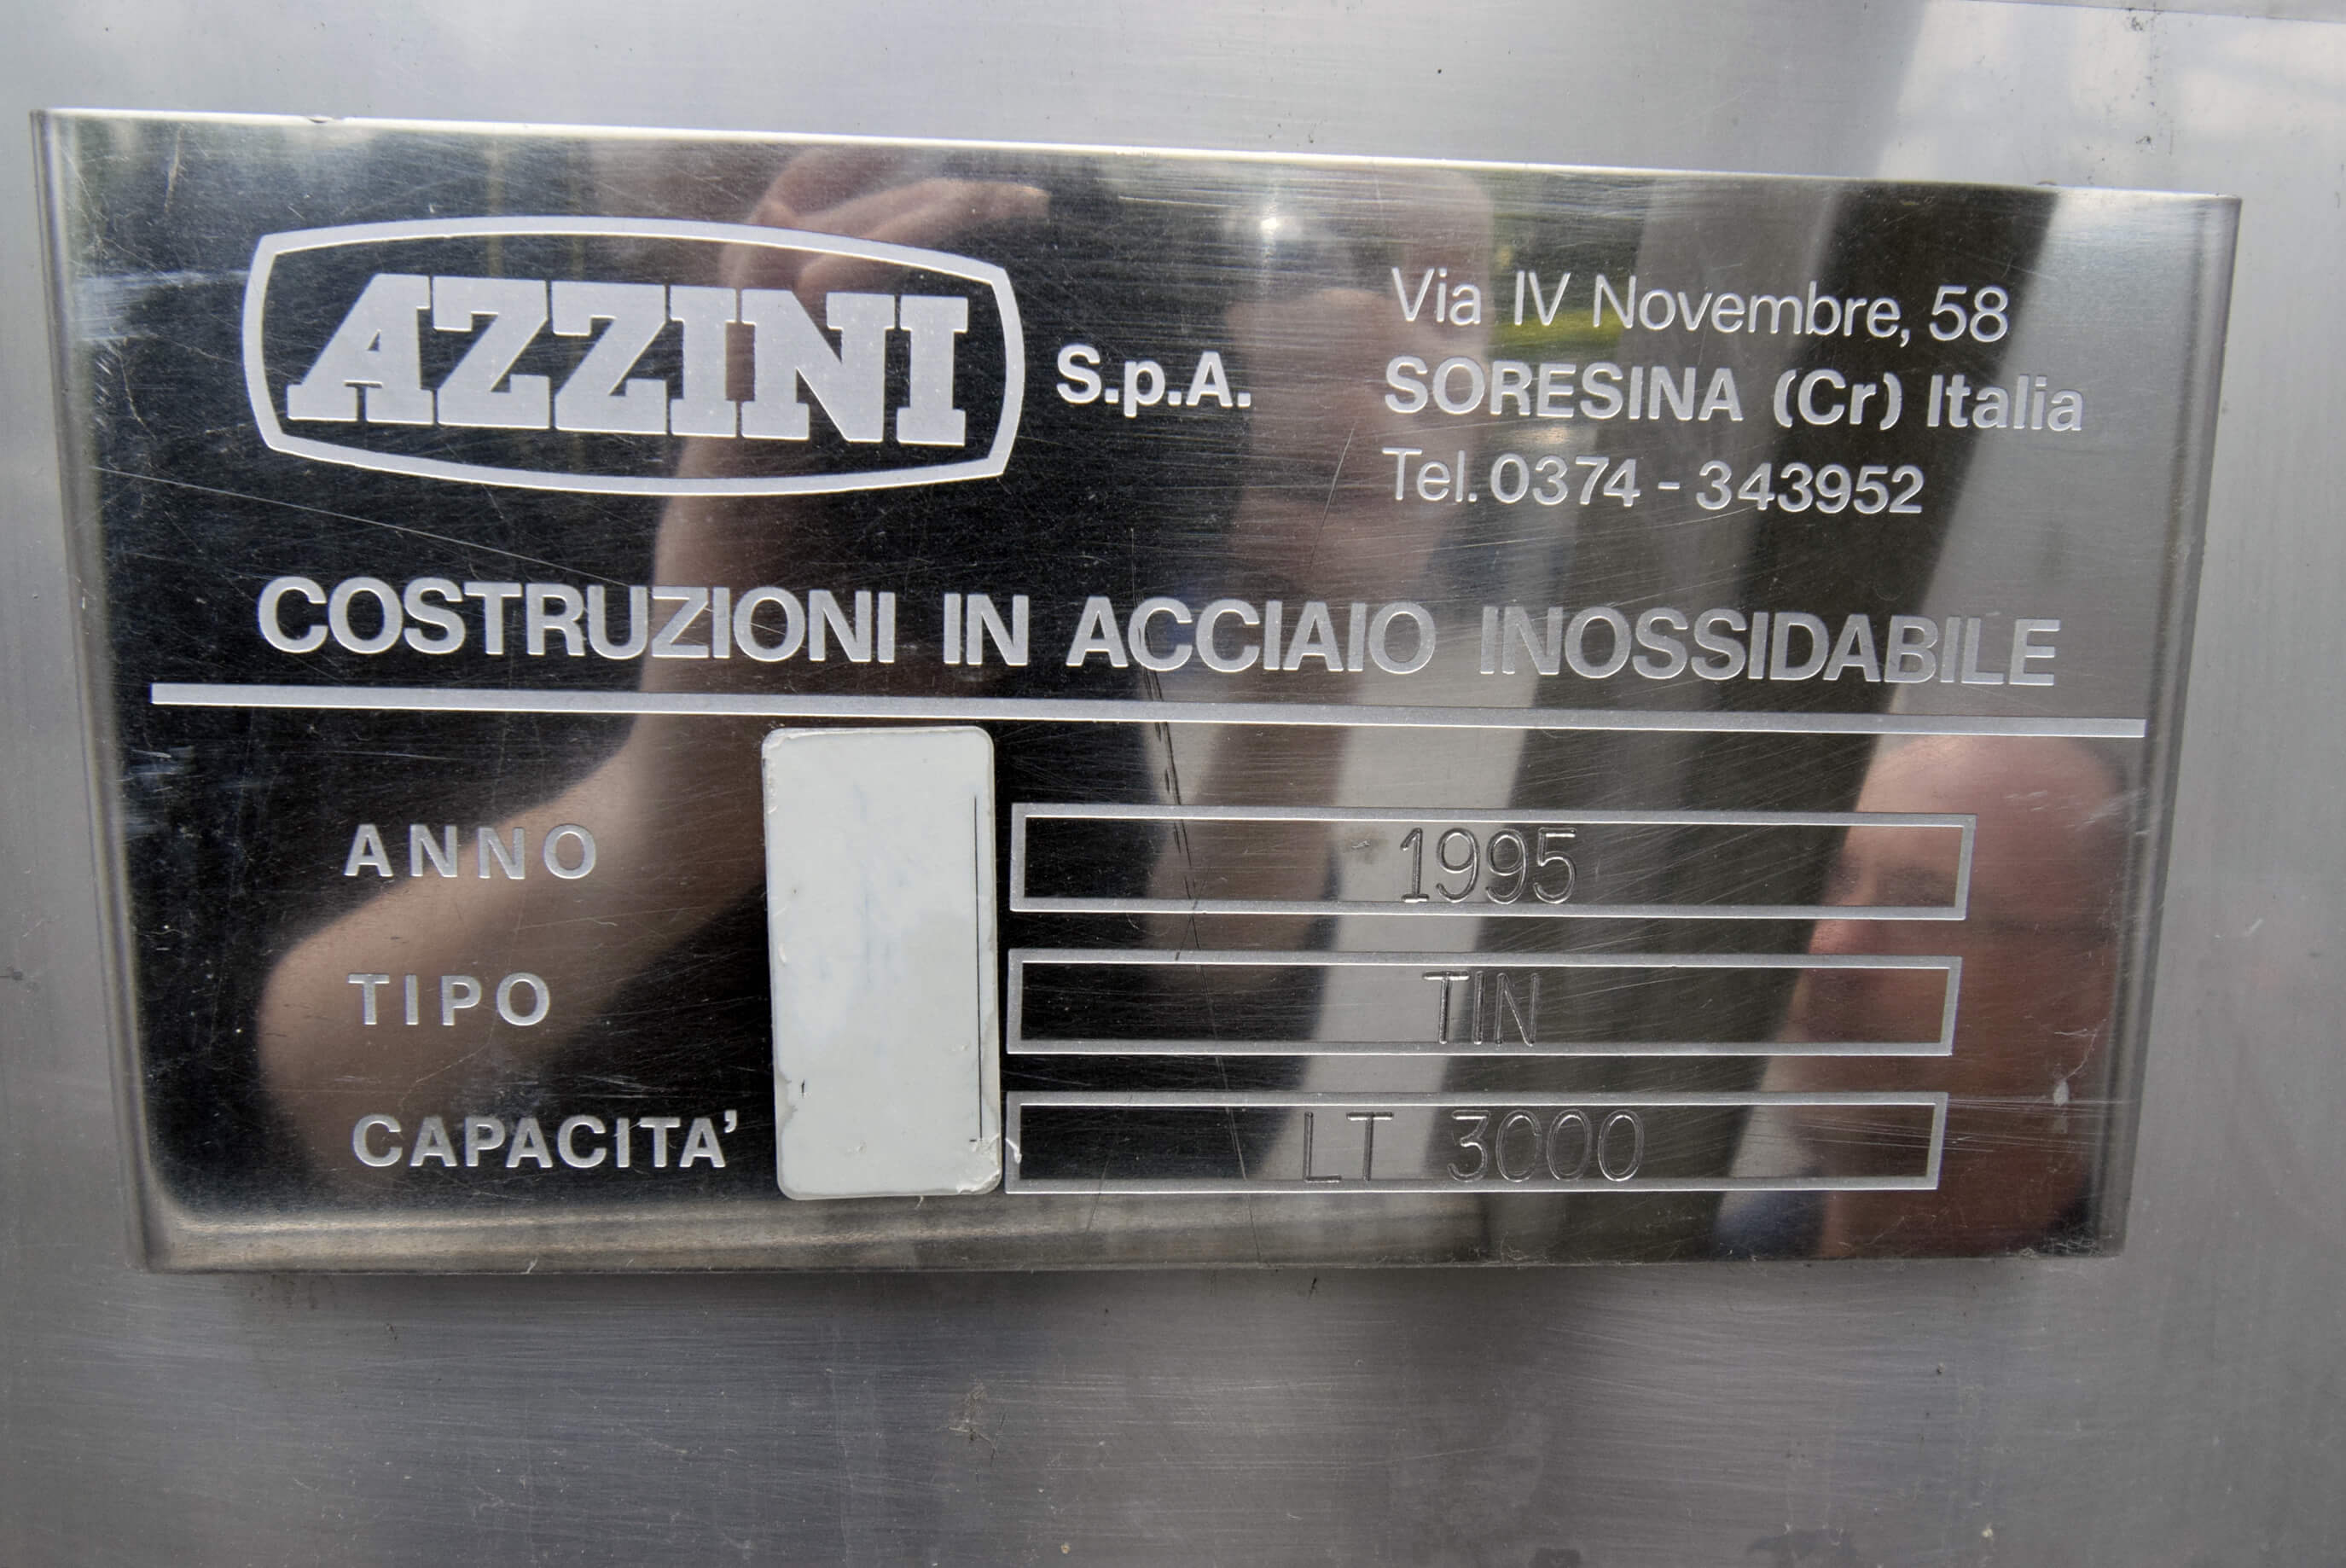 AZZINI S.p.A.
Via IV Novembre, 58
SORESINA (Cr) Italia
Tel. 0374 - 343952
COSTRUZIONI IN ACCIAIO INOSSIDABILE
ANNO 1995
TIPO TIN
CAPACITA' LT 3000